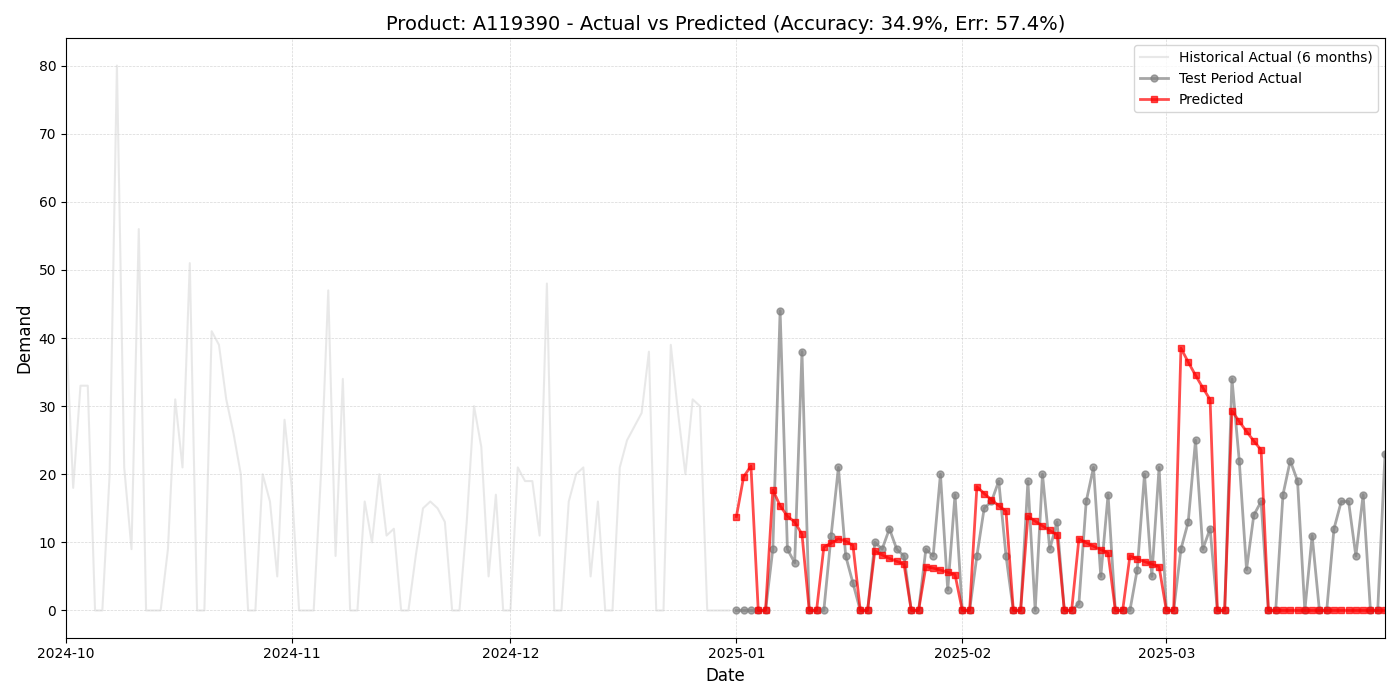 Product: A119390 - Actual vs Predicted (Accuracy: 34.9%, Err: 57.4%)
Historical Actual (6 months)
Test Period Actual
Predicted
Demand
80
70
60
50
40
30
20
10
0
2024-10
2024-11
2024-12
2025-01
2025-02
2025-03
Date